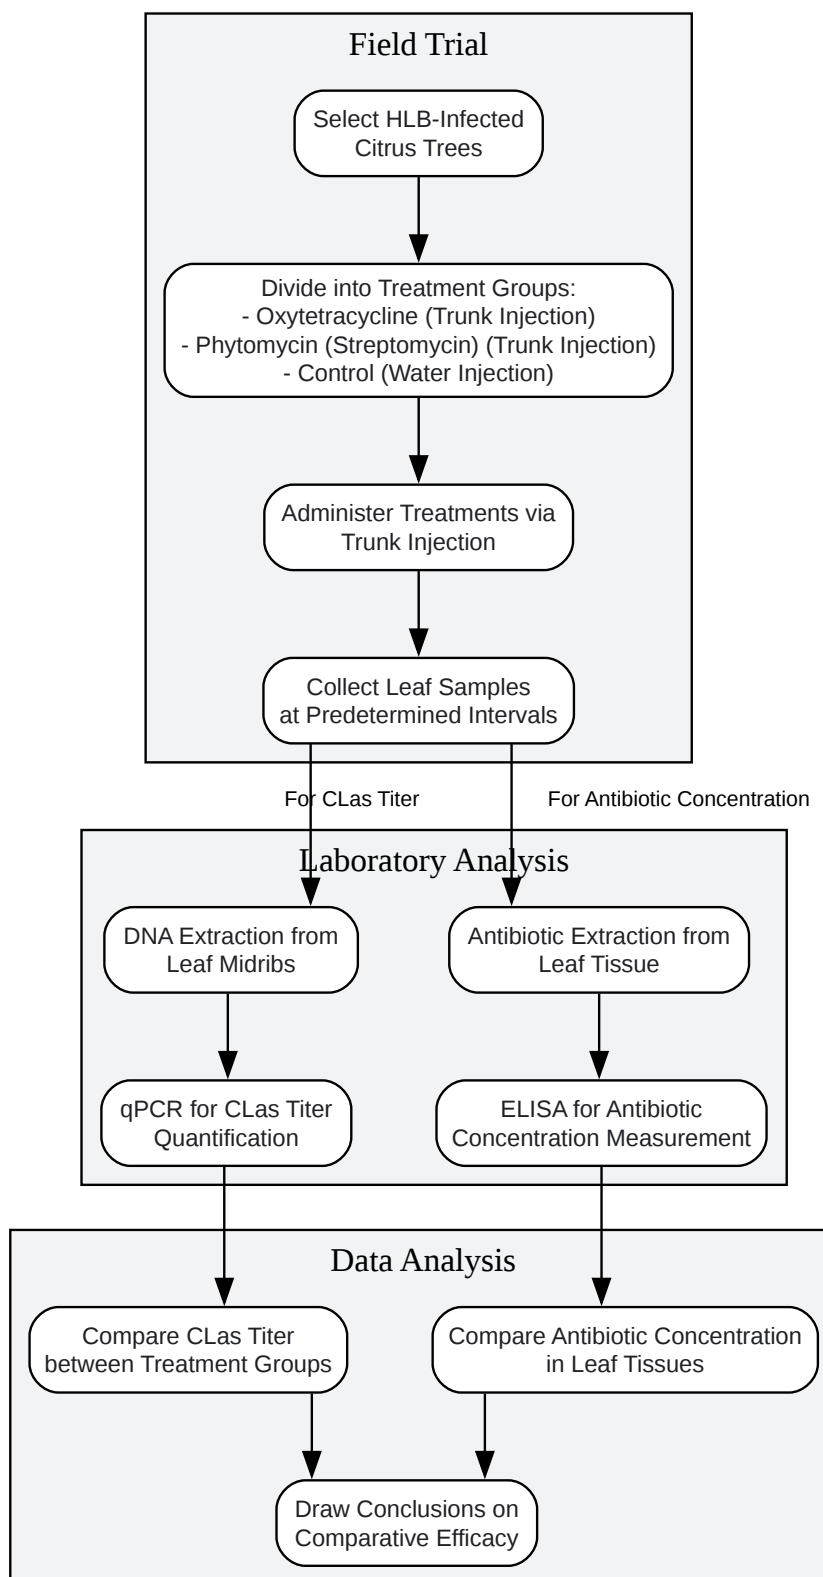 Field Trial
Select HLB-Infected
Citrus Trees
Divide into Treatment Groups:
- Oxytetracycline (Trunk Injection)
- Phytomycin (Streptomycin) (Trunk Injection)
- Control (Water Injection)
Administer Treatments via
Trunk Injection
Collect Leaf Samples
at Predetermined Intervals
For CLas Titer
For Antibiotic Concentration
Laboratory Analysis
DNA Extraction from
Leaf Midribs
Antibiotic Extraction from
Leaf Tissue
qPCR for CLas Titer
Quantification
ELISA for Antibiotic
Concentration Measurement
Data Analysis
Compare CLas Titer
between Treatment Groups
Compare Antibiotic Concentration
in Leaf Tissues
Draw Conclusions on
Comparative Efficacy